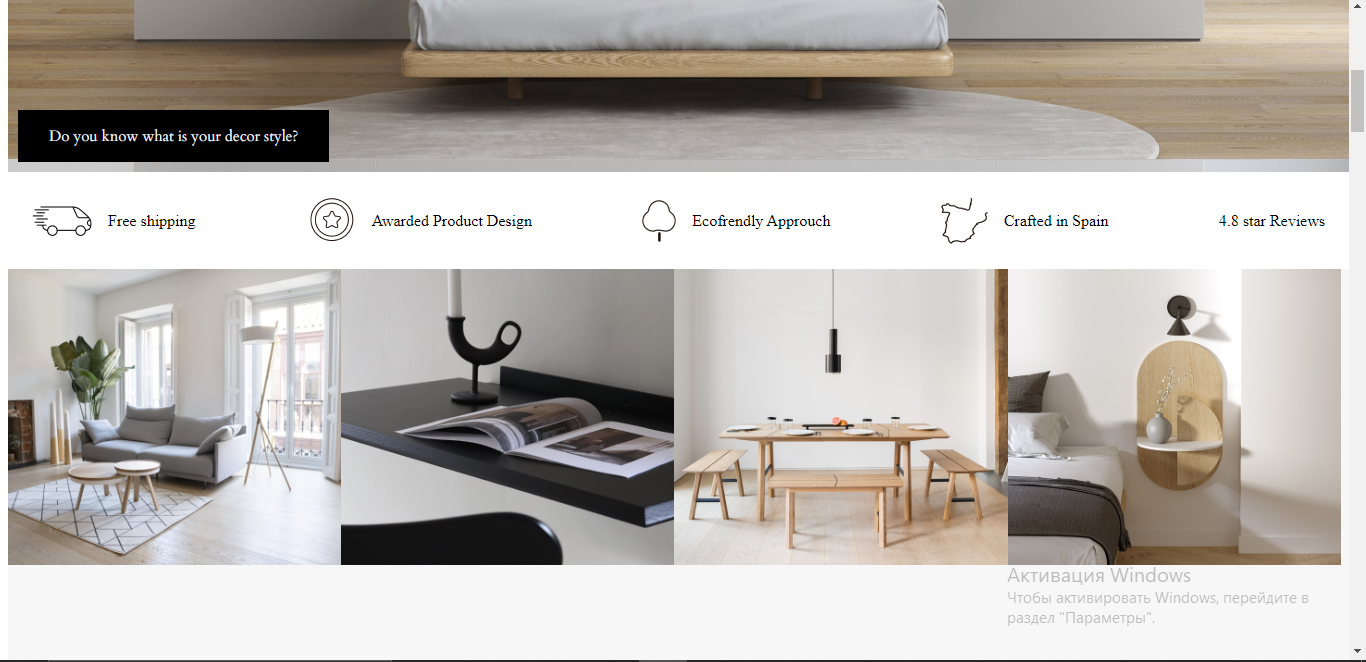 Do you know what is your decor style?
Free shipping
Awarded Product Design
Ecofrendly Approuch
Crafted in Spain
4.8 star Reviews
Активация Windows
Чтобы активировать Windows, перейдите в
раздел "Параметры".